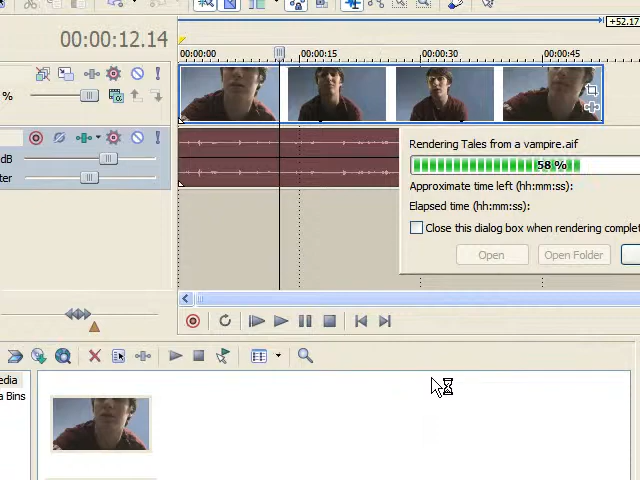 +52.17
00:00:12.14
00:00:00
00:00:15
00:00:30
00:00:45
%
dB
ter
Rendering Tales from a vampire.aif
58 %
Approximate time left (hh:mm:ss):
Elapsed time (hh:mm:ss):
Close this dialog box when rendering complet
Open
Open Folder
edia
a Bins